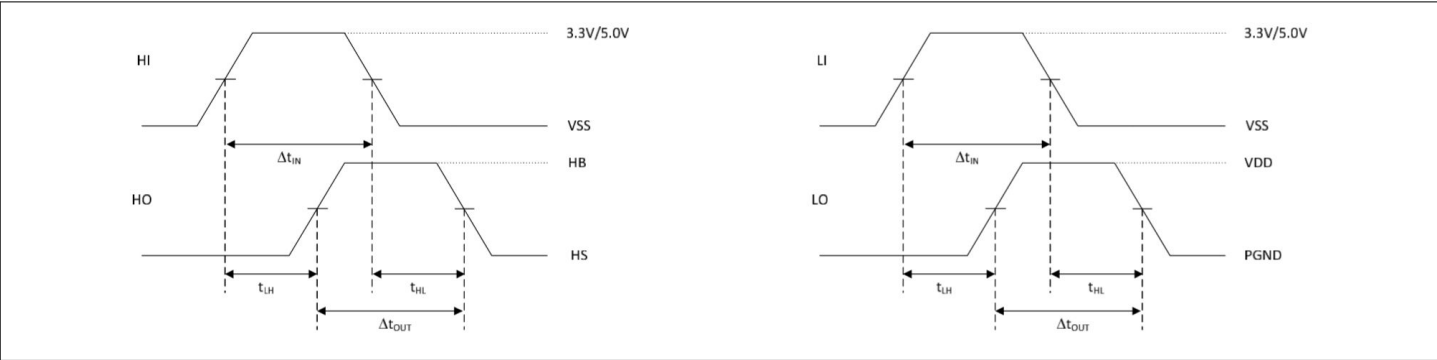 HI
3.3V/5.0V
VSS
ΔtIN
HO
HB
HS
tLH
tHL
ΔtOUT
LI
3.3V/5.0V
VSS
ΔtIN
LO
VDD
PGND
tLH
tHL
ΔtOUT